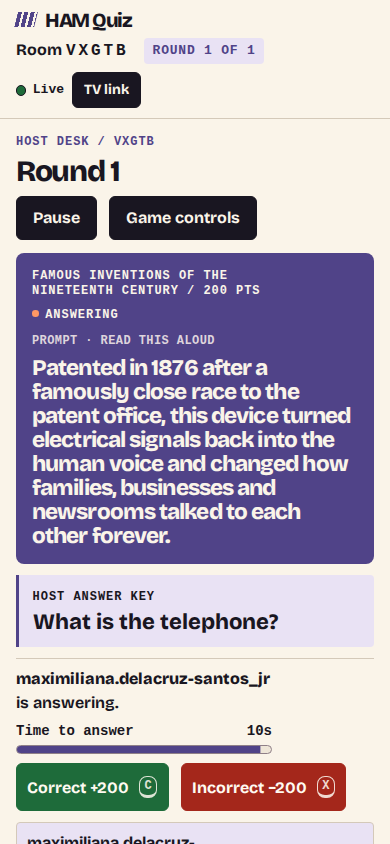 HAM Quiz
Room VXGTB ROUND 1 OF 1
Live TV link
HOST DESK / VXGTB
Round 1
Pause Game controls
FAMOUS INVENTIONS OF THE
NINETEENTH CENTURY / 200 PTS
ANSWERING
PROMPT · READ THIS ALOUD
Patented in 1876 after a
famously close race to the
patent office, this device turned
electrical signals back into the
human voice and changed how
families, businesses and
newsrooms talked to each
other forever.
HOST ANSWER KEY
What is the telephone?
maximiliana.delacruz-santos_jr
is answering.
Time to answer 10s
Correct +200 C Incorrect −200 X
maximiliana.delacruz-